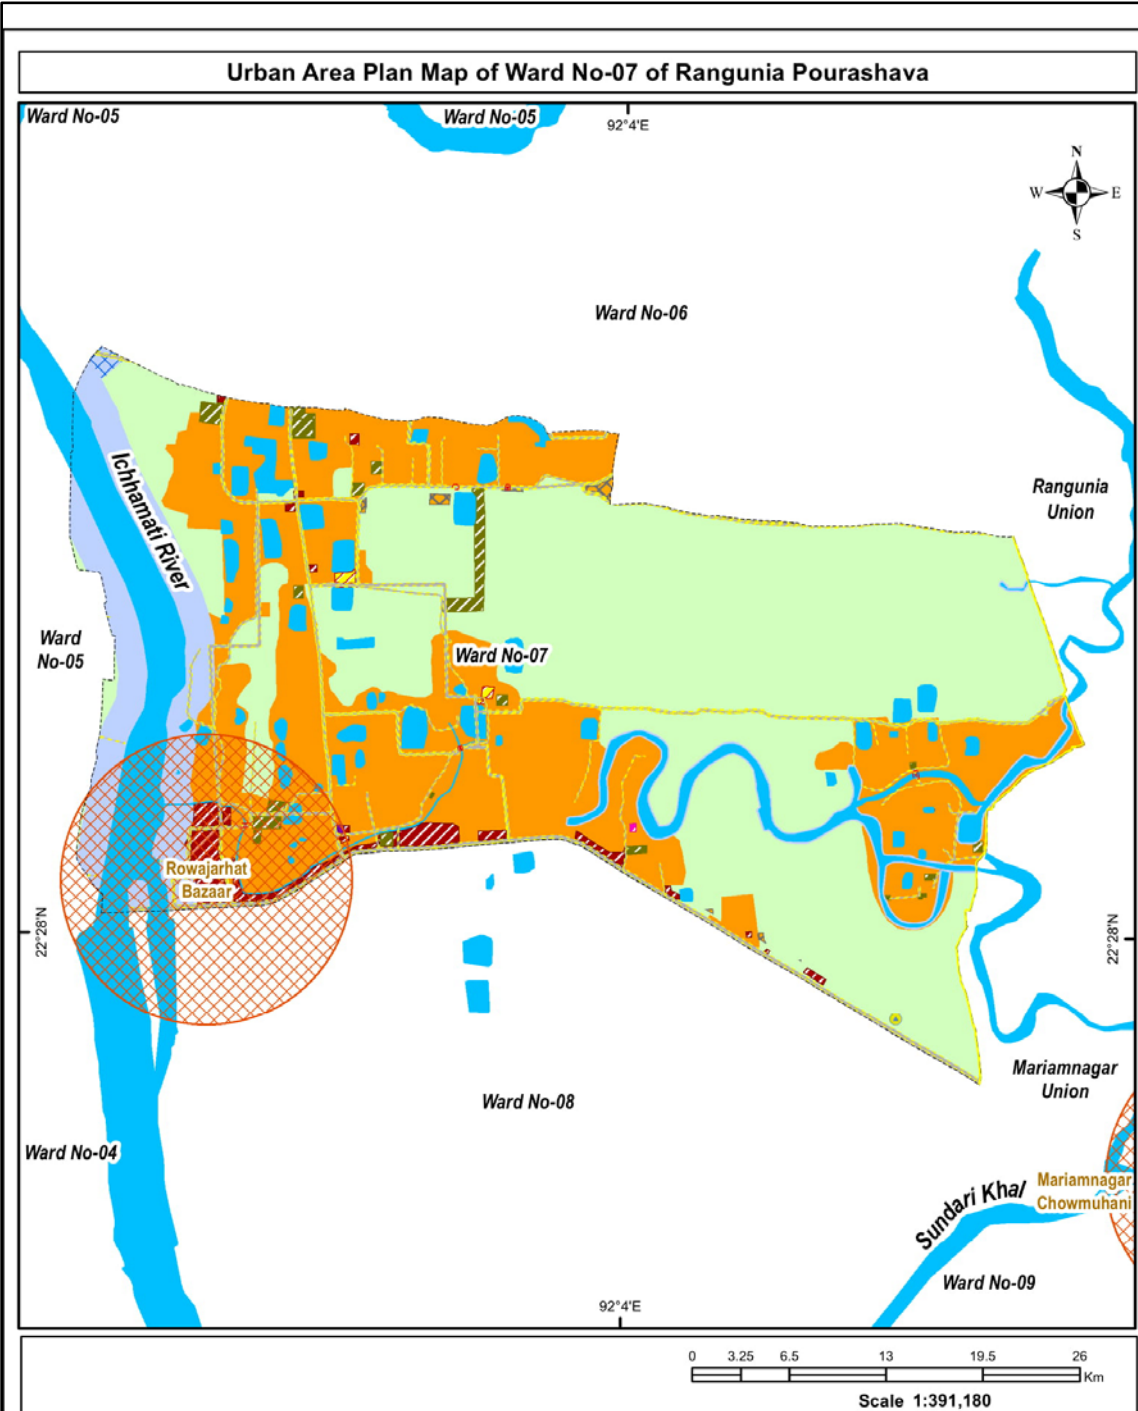 Urban Area Plan Map of Ward No-07 of Rangunia Pourashava
Ward No-05
Ward No-05
92°4'E
N
W
E
S
Ward No-06
Ichhamati River
Rangunia
Union
Ward
No-05
Ward No-07
Rowajarhat
Bazaar
22°28'N
22°28'N
Mariamnagar
Union
Ward No-08
Ward No-04
Mariamnagar
Chowmuhani
Sundari Khal
Ward No-09
92°4'E
0 3.25 6.5 13 19.5 26
Km
Scale 1:391,180